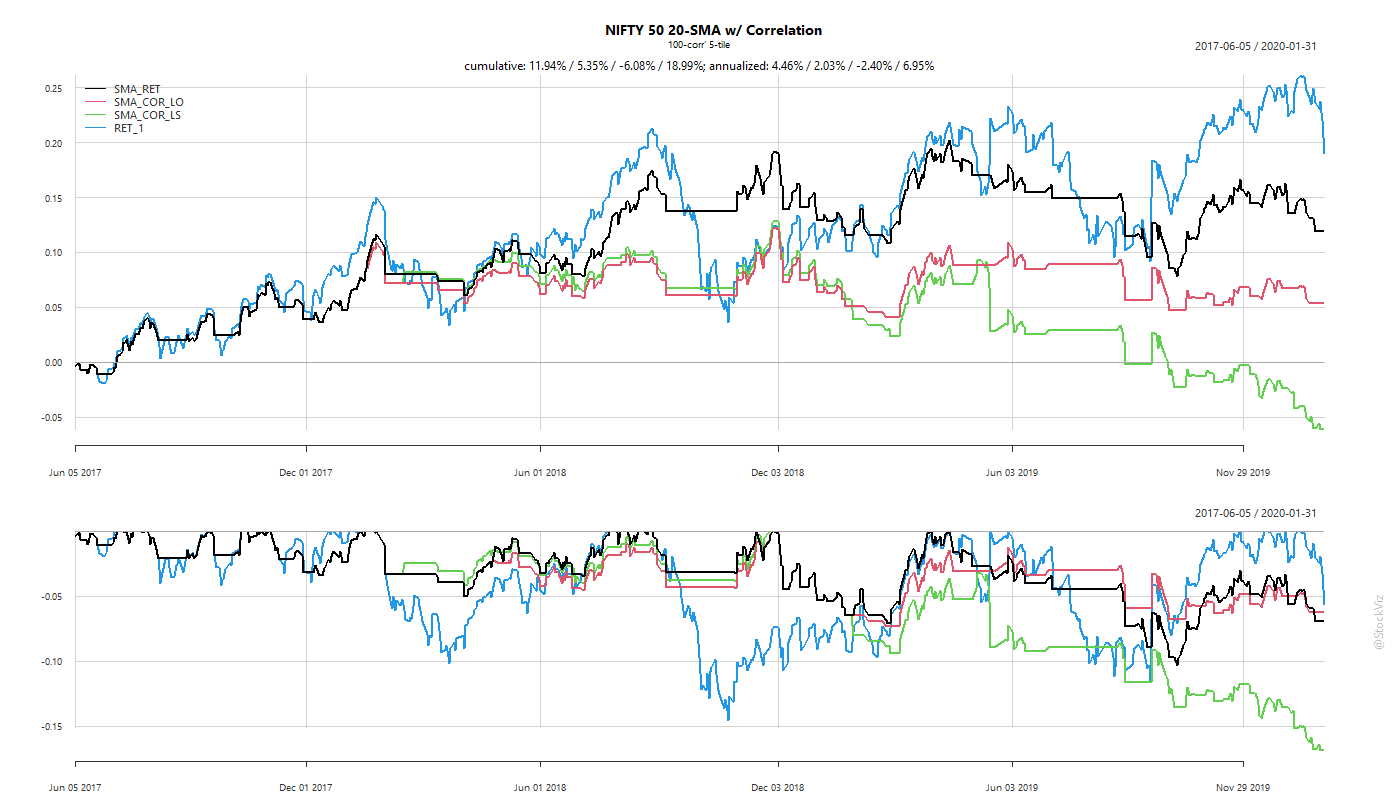 NIFTY 50 20-SMA w/ Correlation
100-corr' 5-tile
2017-06-05 / 2020-01-31
cumulative: 11.94% / 5.35% / -6.08% / 18.99%; annualized: 4.46% / 2.03% / -2.40% / 6.95%
SMA_RET
SMA_COR_LO
SMA_COR_LS
RET_1
0.25
0.20
0.15
0.10
0.05
0.00
-0.05
Jun 05 2017 Dec 01 2017 Jun 01 2018 Dec 03 2018 Jun 03 2019 Nov 29 2019
2017-06-05 / 2020-01-31
-0.05
-0.10
-0.15
Jun 05 2017 Dec 01 2017 Jun 01 2018 Dec 03 2018 Jun 03 2019 Nov 29 2019
@StockViz